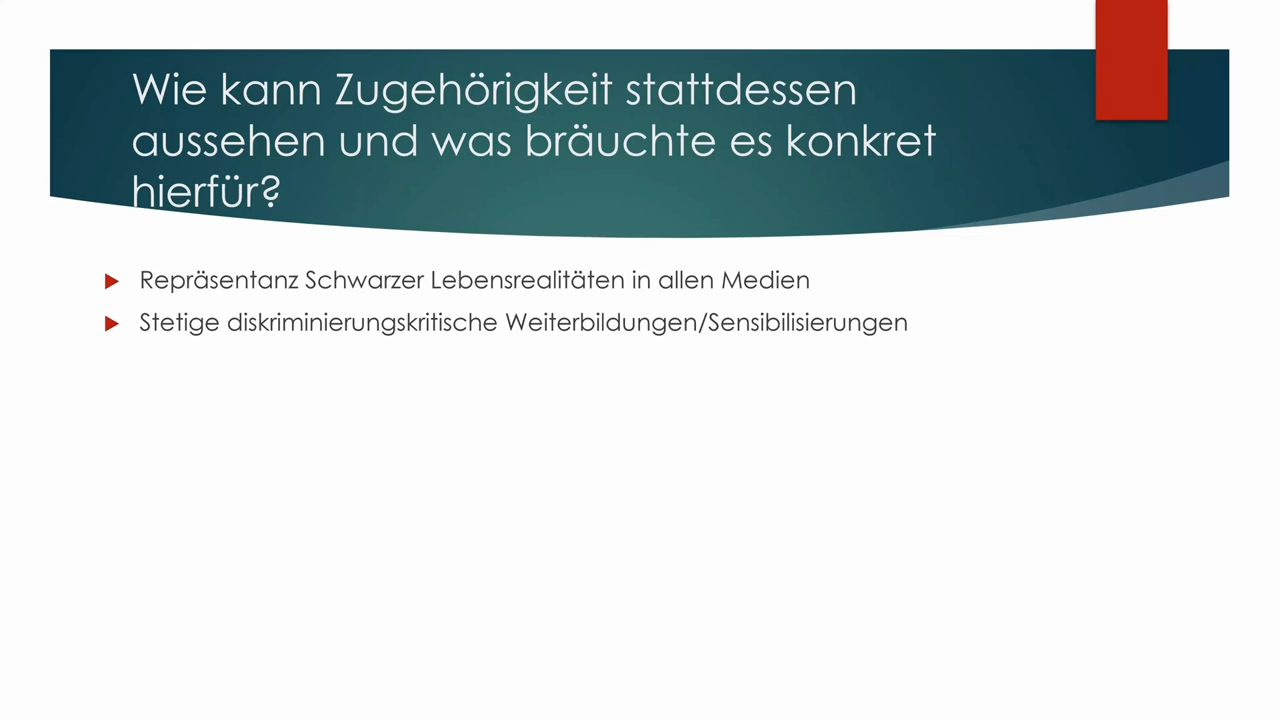 Wie kann Zugehörigkeit stattdessen
aussehen und was bräuchte es konkret
hierfür?
Repräsentanz Schwarzer Lebensrealitäten in allen Medien
Stetige diskriminierungskritische Weiterbildungen/Sensibilisierungen